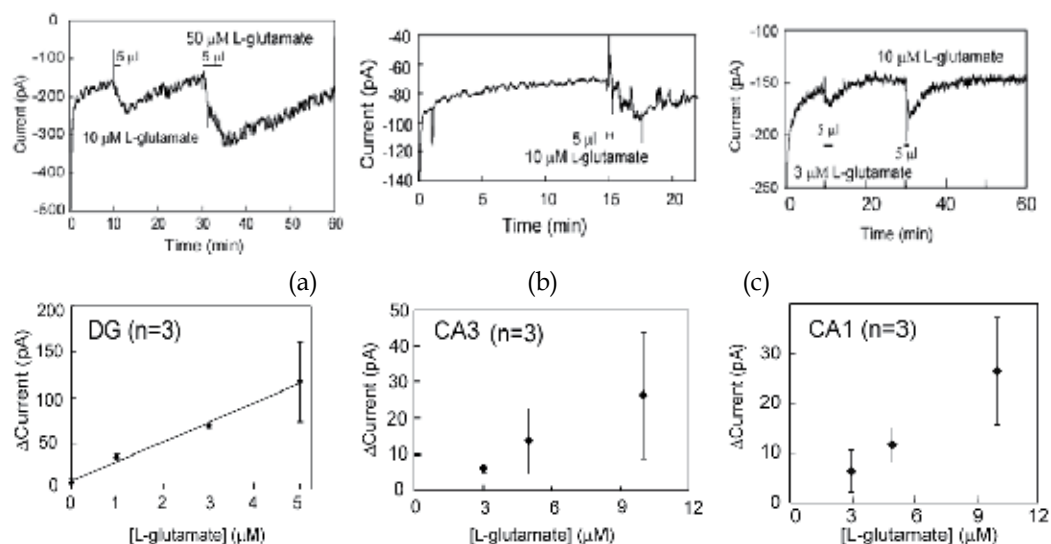 0
-100
-200
-300
-400
-500
Current (pA)
50 μM L-glutamate
5 μl
5 μl
10 μM L-glutamate
0 10 20 30 40 50 60
Time (min)
-40
-60
-80
-100
-120
-140
Current (pA)
5 μl
10 μM L-glutamate
0 5 10 15 20
Time (min)
-100
-150
-200
-250
Current (pA)
10 μM L-glutamate
5 μl
5 μl
3 μM L-glutamate
0 20 40 60
Time (min)
(a) (b) (c)
200
150
100
50
0
ΔCurrent (pA)
DG (n=3)
0 1 2 3 4 5
[L-glutamate] (μM)
50
40
30
20
10
0
ΔCurrent (pA)
CA3 (n=3)
0 3 6 9 12
[L-glutamate] (μM)
30
20
10
0
ΔCurrent (pA)
CA1 (n=3)
0 3 6 9 12
[L-glutamate] (μM)